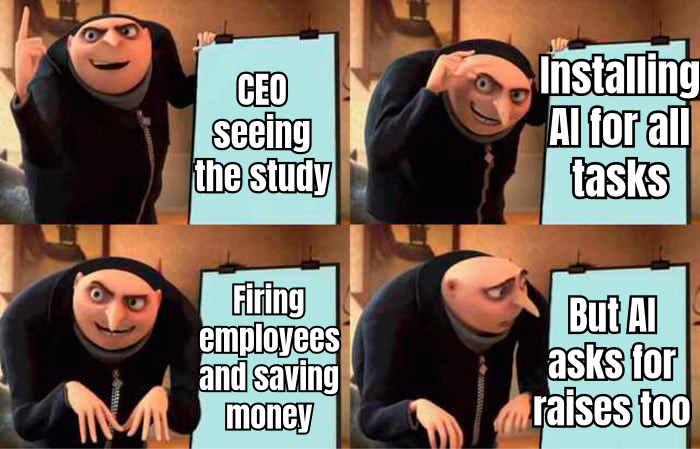 CEO
seeing
the study
Installing
AI for all
tasks
Firing
employees
and saving
money
But AI
asks for
raises too